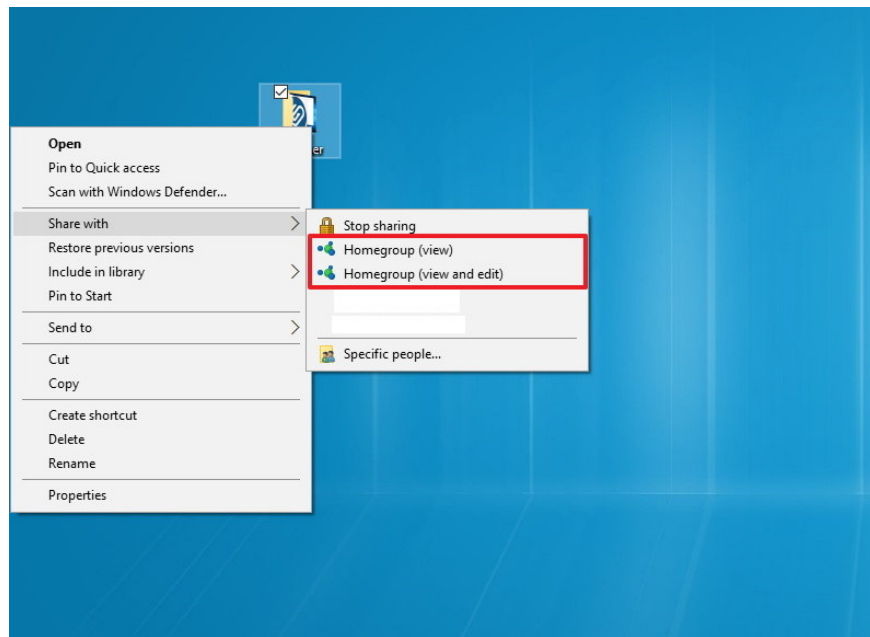 er
Open
Pin to Quick access
Scan with Windows Defender...
Share with
Restore previous versions
Include in library
Pin to Start
Send to
Cut
Copy
Create shortcut
Delete
Rename
Properties
Stop sharing
Homegroup (view)
Homegroup (view and edit)
Specific people...